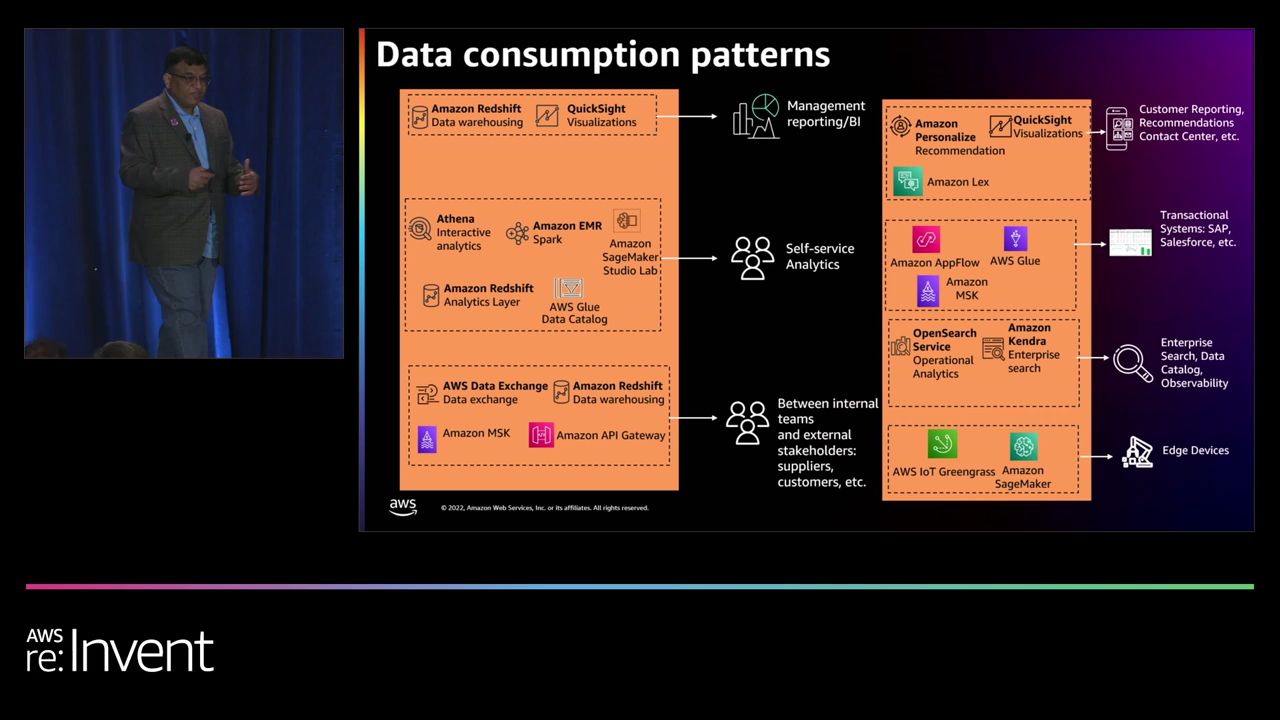 Data consumption patterns
Amazon Redshift
Data warehousing
QuickSight
Visualizations
Management
reporting/BI
Athena
Interactive
analytics
Amazon EMR
Spark
Amazon
SageMaker
Studio Lab
Amazon Redshift
Analytics Layer
AWS Glue
Data Catalog
Self-service
Analytics
AWS Data Exchange
Data exchange
Amazon Redshift
Data warehousing
Amazon MSK
Amazon API Gateway
Between internal
teams
and external
stakeholders:
suppliers,
customers, etc.
Amazon
Personalize
Recommendation
QuickSight
Visualizations
Amazon Lex
Customer Reporting,
Recommendations
Contact Center, etc.
Amazon AppFlow
AWS Glue
Amazon
MSK
Transactional
Systems: SAP,
Salesforce, etc.
OpenSearch
Service
Operational
Analytics
Amazon
Kendra
Enterprise
search
Enterprise
Search, Data
Catalog,
Observability
AWS IoT Greengrass
Amazon
SageMaker
Edge Devices
aws
© 2022, Amazon Web Services, Inc. or its affiliates. All rights reserved.
AWS
re:Invent